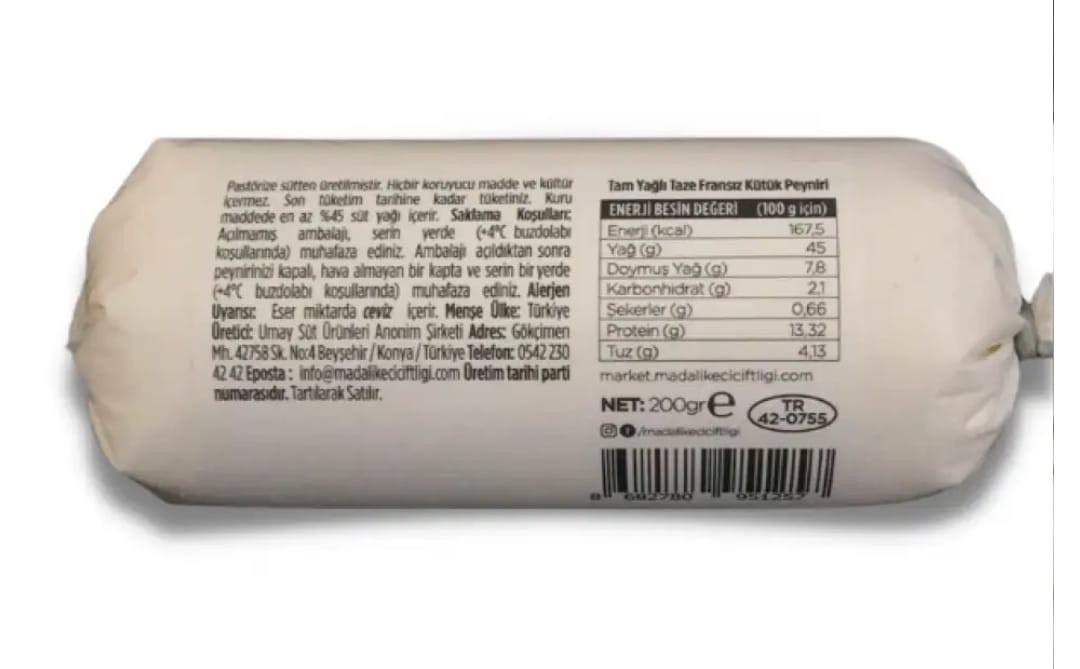 Pastörize sütten üretilmiştir. Hiçbir koruyucu madde ve kültür
içermez. Son tüketim tarihine kadar tüketiniz. Kuru
maddede en az %45 süt yağı içerir. Saklama Koşulları:
Açılmamış ambalajı, serin yerde (+4°C buzdolabı
koşullarında) muhafaza ediniz. Ambalajı açıldıktan sonra
peynirinizi kapalı, hava almayan bir kapta ve serin bir yerde
(+4°C buzdolabı koşullarında) muhafaza ediniz. Alerjen
Uyarısı: Eser miktarda ceviz içerir. Menşe Ülke: Türkiye
Üretici: Umay Süt Ürünleri Anonim Şirketi Adres: Gökçimen
Mh. 42758 Sk. No:4 Beyşehir / Konya / Türkiye Telefon: 0542 230
42 42 Eposta : info@madalikeciciftligi.com Üretim tarihi parti
numarasıdır. Tartılarak Satılır.
Tam Yağlı Taze Fransız Kütük Peyniri
ENERJİ BESİN DEĞERİ (100 g için)
Enerji (kcal) 167,5
Yağ (g) 45
Doymuş Yağ (g) 7,8
Karbonhidrat (g) 2,1
Şekerler (g) 0,66
Protein (g) 13,32
Tuz (g) 4,13
market.madalikeciciftligi.com
NET: 200gr e
TR
42-0755
/madalikeciciftligi
8 682780 951257